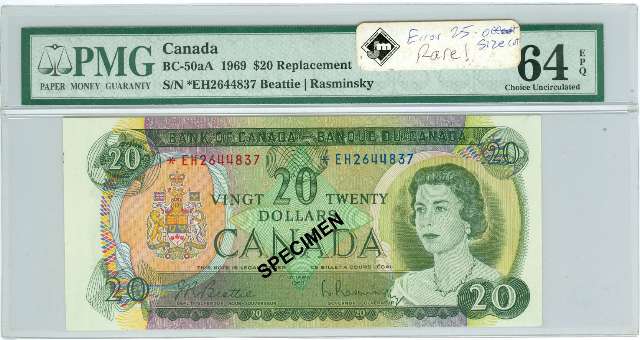 PMG
PAPER MONEY GUARANTY
Canada
BC-50aA 1969 $20 Replacement
S/N *EH2644837 Beattie | Rasminsky
Error 25-
Rare!
64 EPQ
Choice Uncirculated
BANK OF CANADA – BANQUE DU CANADA
20
*EH2644837
*EH2644837
20
VINGT 20 TWENTY
DOLLARS
CANADA
SPECIMEN
20
J.R. Beattie
L. Rasminsky
20